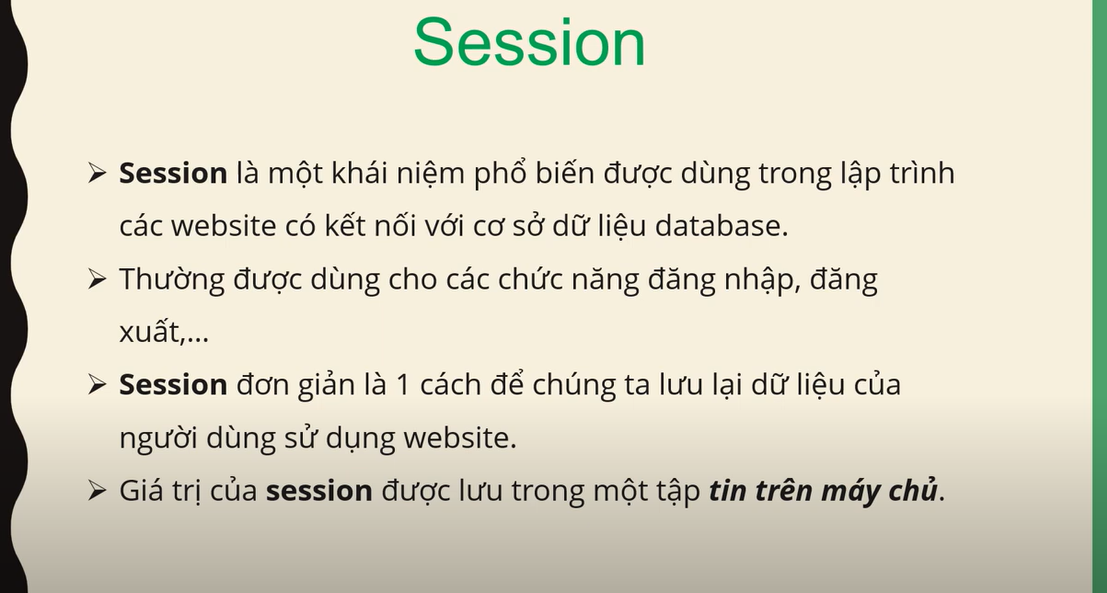 Session
➢ Session là một khái niệm phổ biến được dùng trong lập trình
các website có kết nối với cơ sở dữ liệu database.
➢ Thường được dùng cho các chức năng đăng nhập, đăng
xuất,...
➢ Session đơn giản là 1 cách để chúng ta lưu lại dữ liệu của
người dùng sử dụng website.
➢ Giá trị của session được lưu trong một tập tin trên máy chủ.